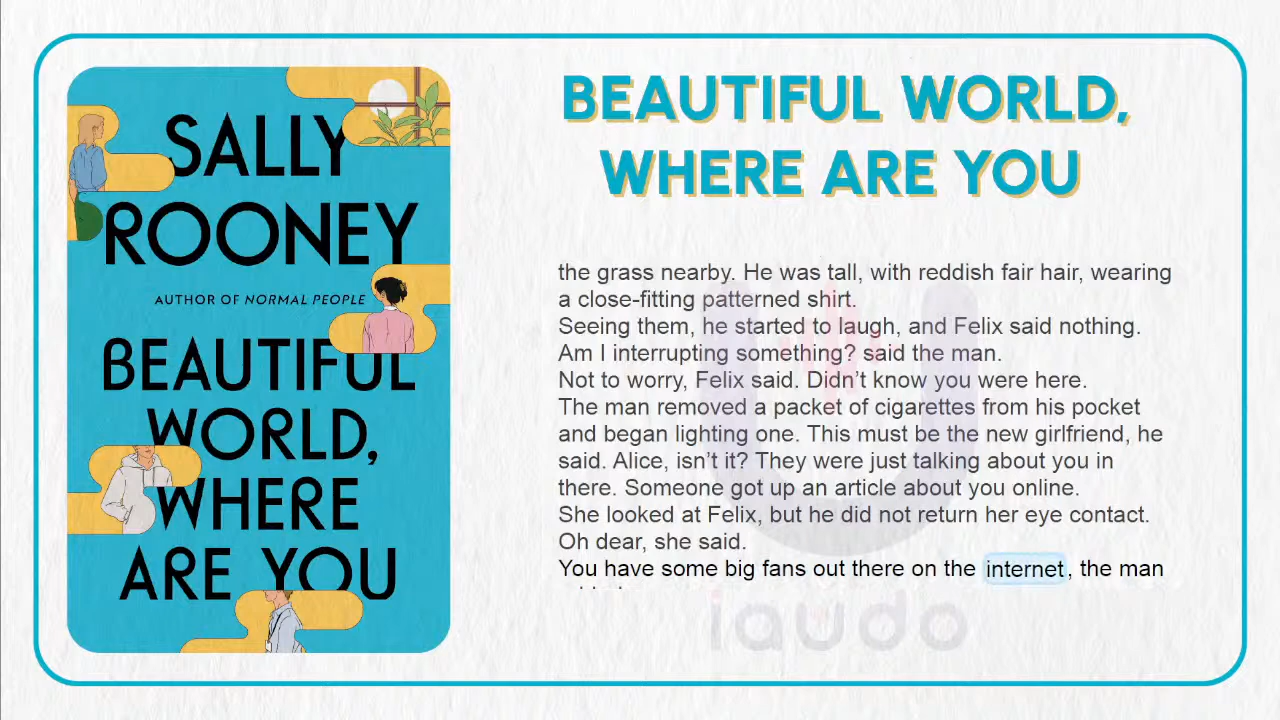 SALLY
ROONEY
AUTHOR OF NORMAL PEOPLE
BEAUTIFUL
WORLD,
WHERE
ARE YOU
BEAUTIFUL WORLD,
WHERE ARE YOU
the grass nearby. He was tall, with reddish fair hair, wearing
a close-fitting patterned shirt.
Seeing them, he started to laugh, and Felix said nothing.
Am I interrupting something? said the man.
Not to worry, Felix said. Didn’t know you were here.
The man removed a packet of cigarettes from his pocket
and began lighting one. This must be the new girlfriend, he
said. Alice, isn’t it? They were just talking about you in
there. Someone got up an article about you online.
She looked at Felix, but he did not return her eye contact.
Oh dear, she said.
You have some big fans out there on the internet, the man
iaudo